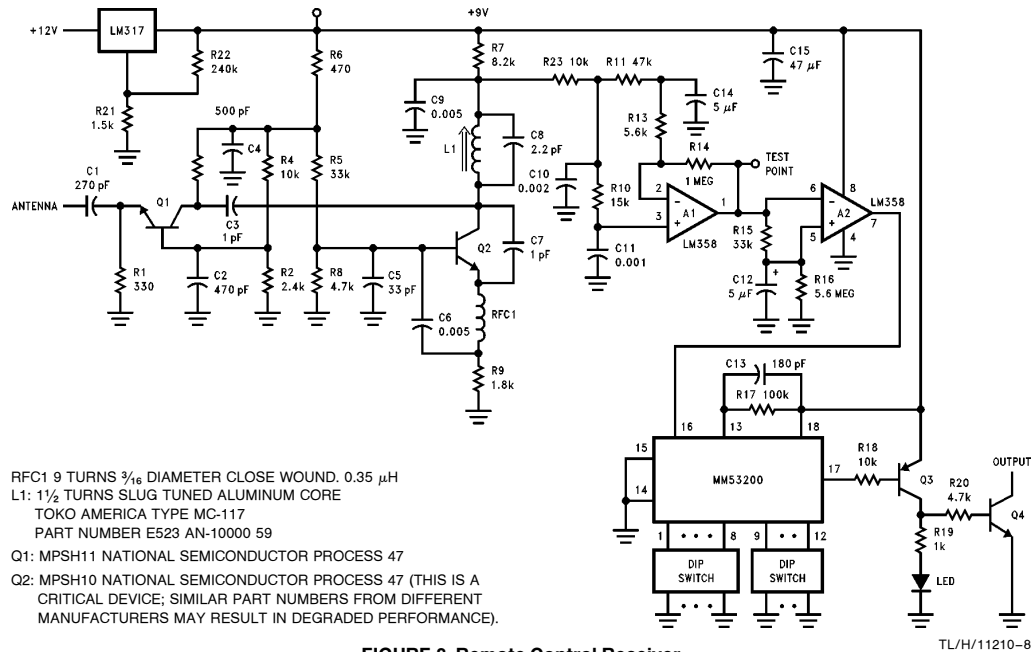 +12V
LM317
R22
240k
R21
1.5k
+9V
R6
470
R7
8.2k
R23 10k
R11 47k
C15
47 µF
C9
0.005
C14
5 µF
R13
5.6k
500 pF
C4
R4
10k
R5
33k
L1
C8
2.2 pF
R14
1 MEG
TEST
POINT
C1
270 pF
Q1
C10
0.002
R10
15k
2
−
3
+
A1
1
LM358
6
−
5
+
A2
8
4
LM358
7
ANTENNA
C3
1 pF
Q2
C7
1 pF
R15
33k
C11
0.001
R1
330
C2
470 pF
R2
2.4k
R8
4.7k
C5
33 pF
C12
5 µF
+
R16
5.6 MEG
C6
0.005
RFC1
R9
1.8k
C13
180 pF
R17 100k
16
13
18
15
14
MM53200
17
R18
10k
Q3
R20
4.7k
OUTPUT
Q4
R19
1k
LED
1
• • •
8
9
• • •
12
DIP
SWITCH
DIP
SWITCH
• • •
• • •
RFC1 9 TURNS 3⁄16 DIAMETER CLOSE WOUND. 0.35 µH
L1: 1½ TURNS SLUG TUNED ALUMINUM CORE
TOKO AMERICA TYPE MC-117
PART NUMBER E523 AN-10000 59
Q1: MPSH11 NATIONAL SEMICONDUCTOR PROCESS 47
Q2: MPSH10 NATIONAL SEMICONDUCTOR PROCESS 47 (THIS IS A
CRITICAL DEVICE; SIMILAR PART NUMBERS FROM DIFFERENT
MANUFACTURERS MAY RESULT IN DEGRADED PERFORMANCE).
TL/H/11210–8